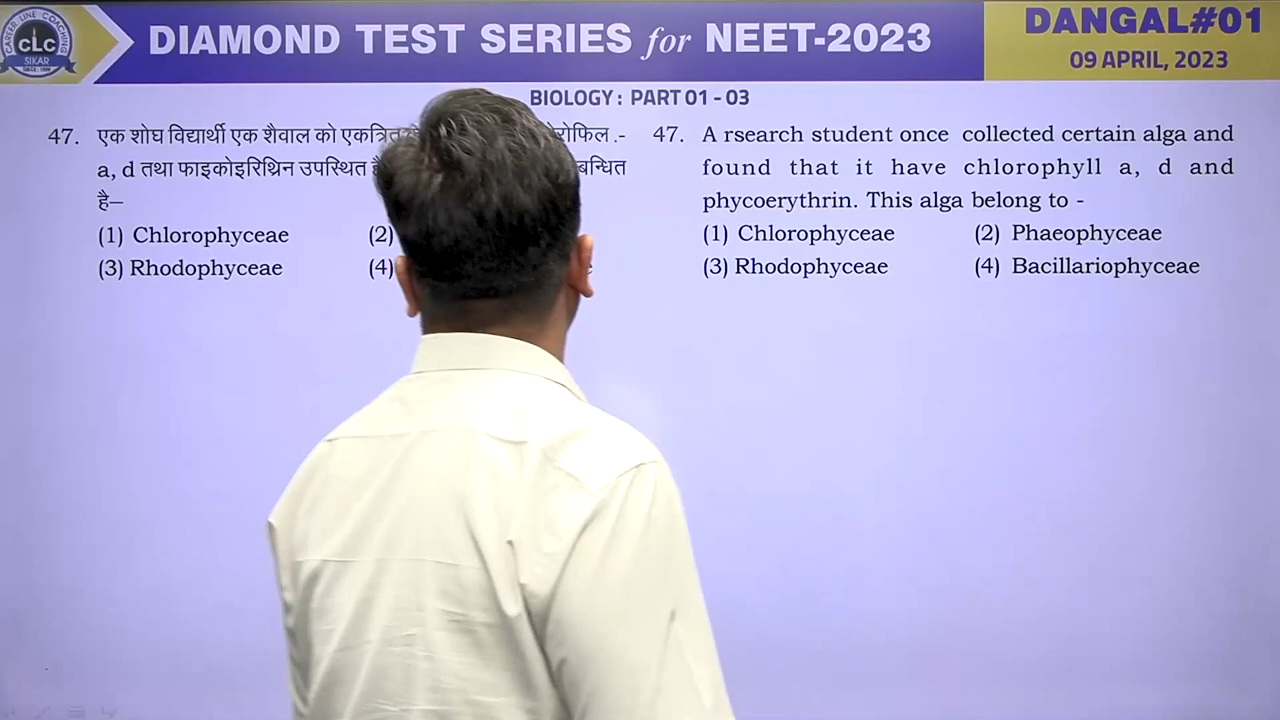 CAREER LINE COACHING
CLC
SIKAR
DIAMOND TEST SERIES for NEET-2023
DANGAL#01
09 APRIL, 2023
BIOLOGY : PART 01 - 03
47. एक शोघ विद्यार्थी एक शैवाल को एकत्रित
a, d तथा फाइकोइरिथ्रिन उपस्थित
है–
(1) Chlorophyceae (2)
(3) Rhodophyceae (4)
47. A rsearch student once collected certain alga and
found that it have chlorophyll a, d and
phycoerythrin. This alga belong to -
(1) Chlorophyceae (2) Phaeophyceae
(3) Rhodophyceae (4) Bacillariophyceae